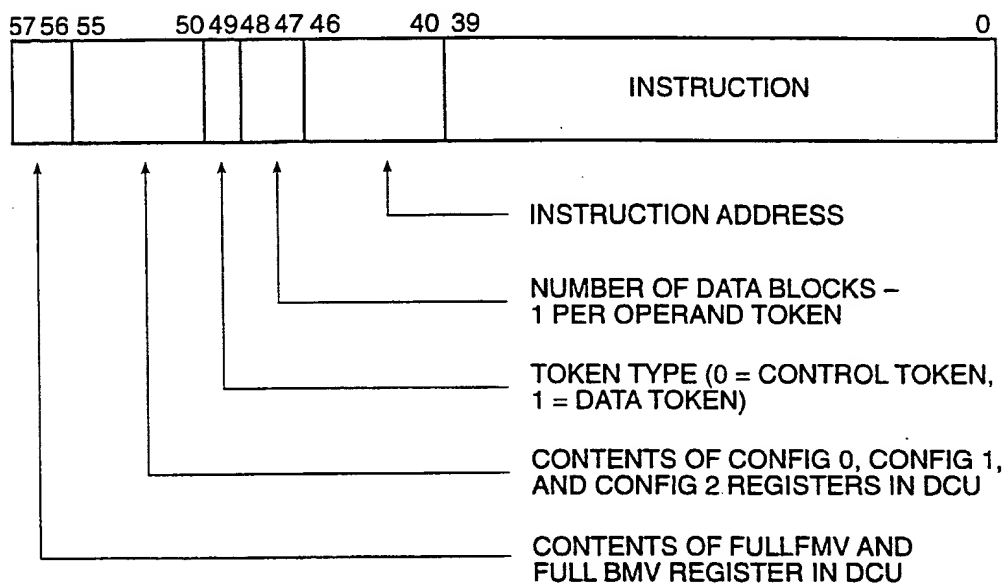 57 56 55 50 49 48 47 46 40 39 0
INSTRUCTION
INSTRUCTION ADDRESS
NUMBER OF DATA BLOCKS –
1 PER OPERAND TOKEN
TOKEN TYPE (0 = CONTROL TOKEN,
1 = DATA TOKEN)
CONTENTS OF CONFIG 0, CONFIG 1,
AND CONFIG 2 REGISTERS IN DCU
CONTENTS OF FULLFMV AND
FULL BMV REGISTER IN DCU